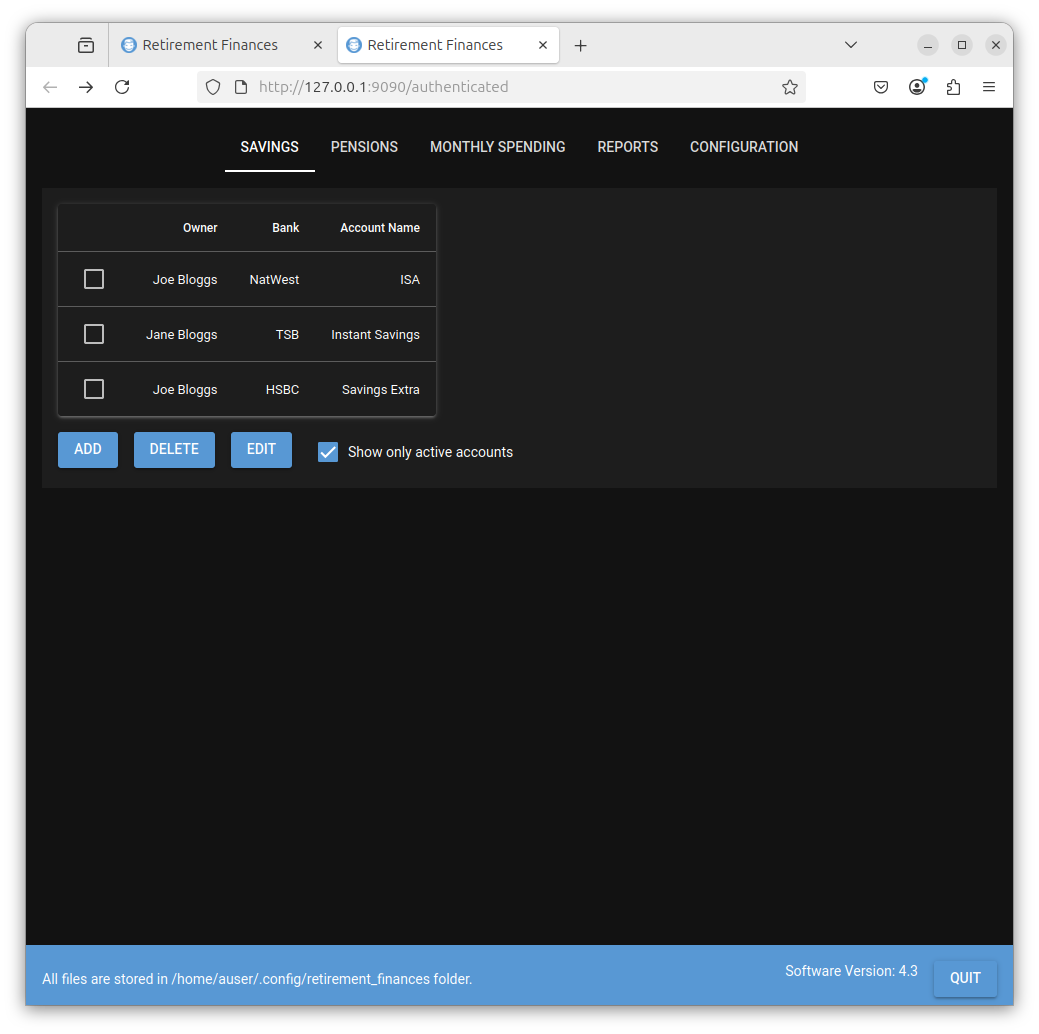 Retirement Finances Retirement Finances
http://127.0.0.1:9090/authenticated
SAVINGS PENSIONS MONTHLY SPENDING REPORTS CONFIGURATION
Owner Bank Account Name
Joe Bloggs NatWest ISA
Jane Bloggs TSB Instant Savings
Joe Bloggs HSBC Savings Extra
ADD DELETE EDIT Show only active accounts
All files are stored in /home/auser/.config/retirement_finances folder. Software Version: 4.3 QUIT